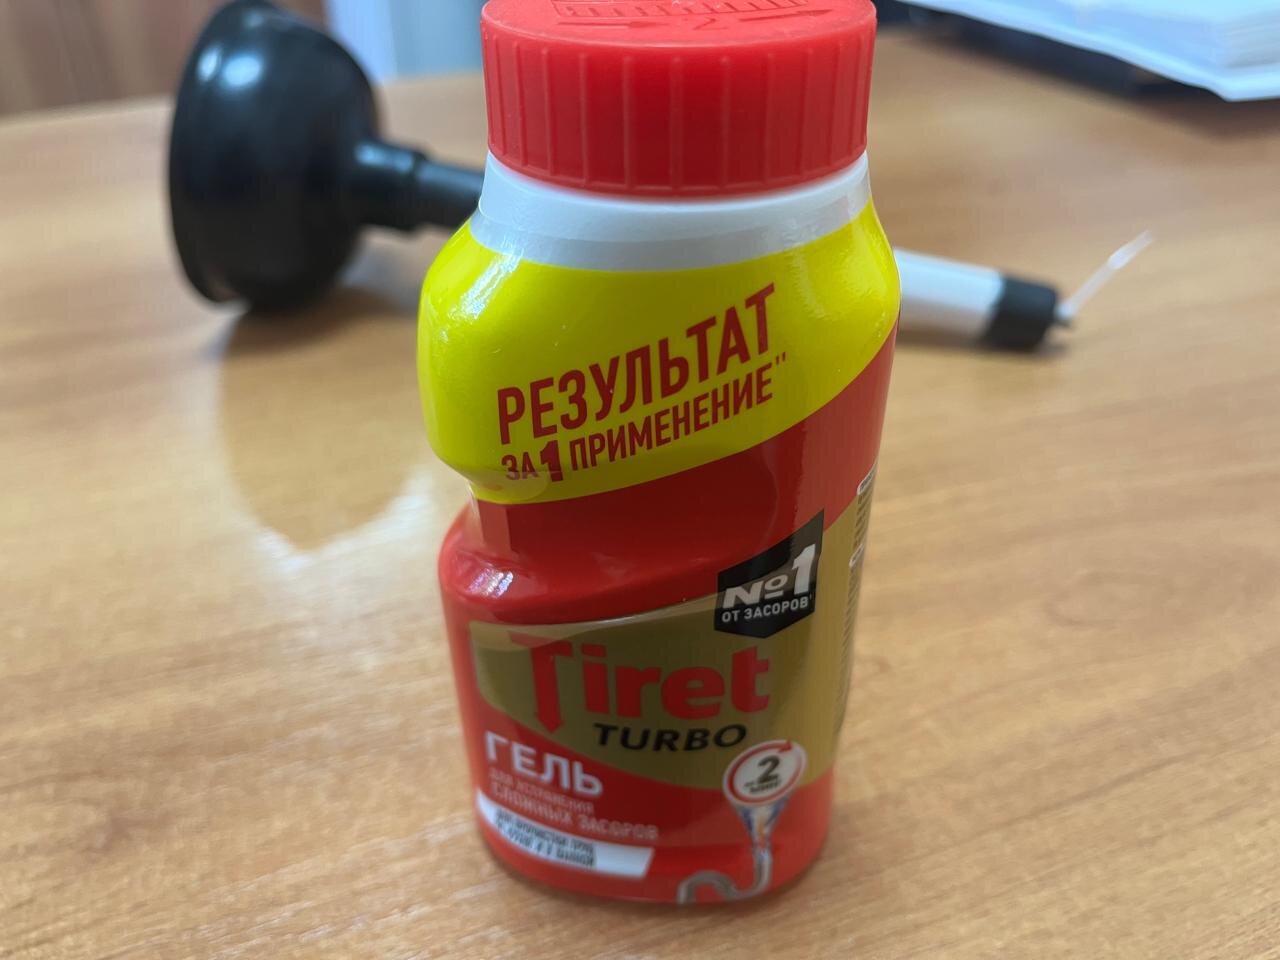 РЕЗУЛЬТАТ
ЗА 1 ПРИМЕНЕНИЕ**
№1
ОТ ЗАСОРОВ*
Tiret
TURBO
ГЕЛЬ
ДЛЯ УСТРАНЕНИЯ
СЛОЖНЫХ ЗАСОРОВ
2